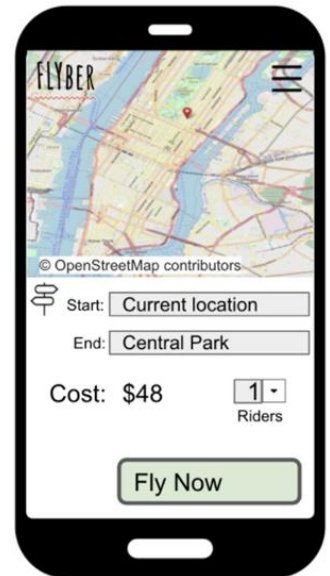 FLYBER
© OpenStreetMap contributors
Start: Current location
End: Central Park
Cost: $48 1
Riders
Fly Now